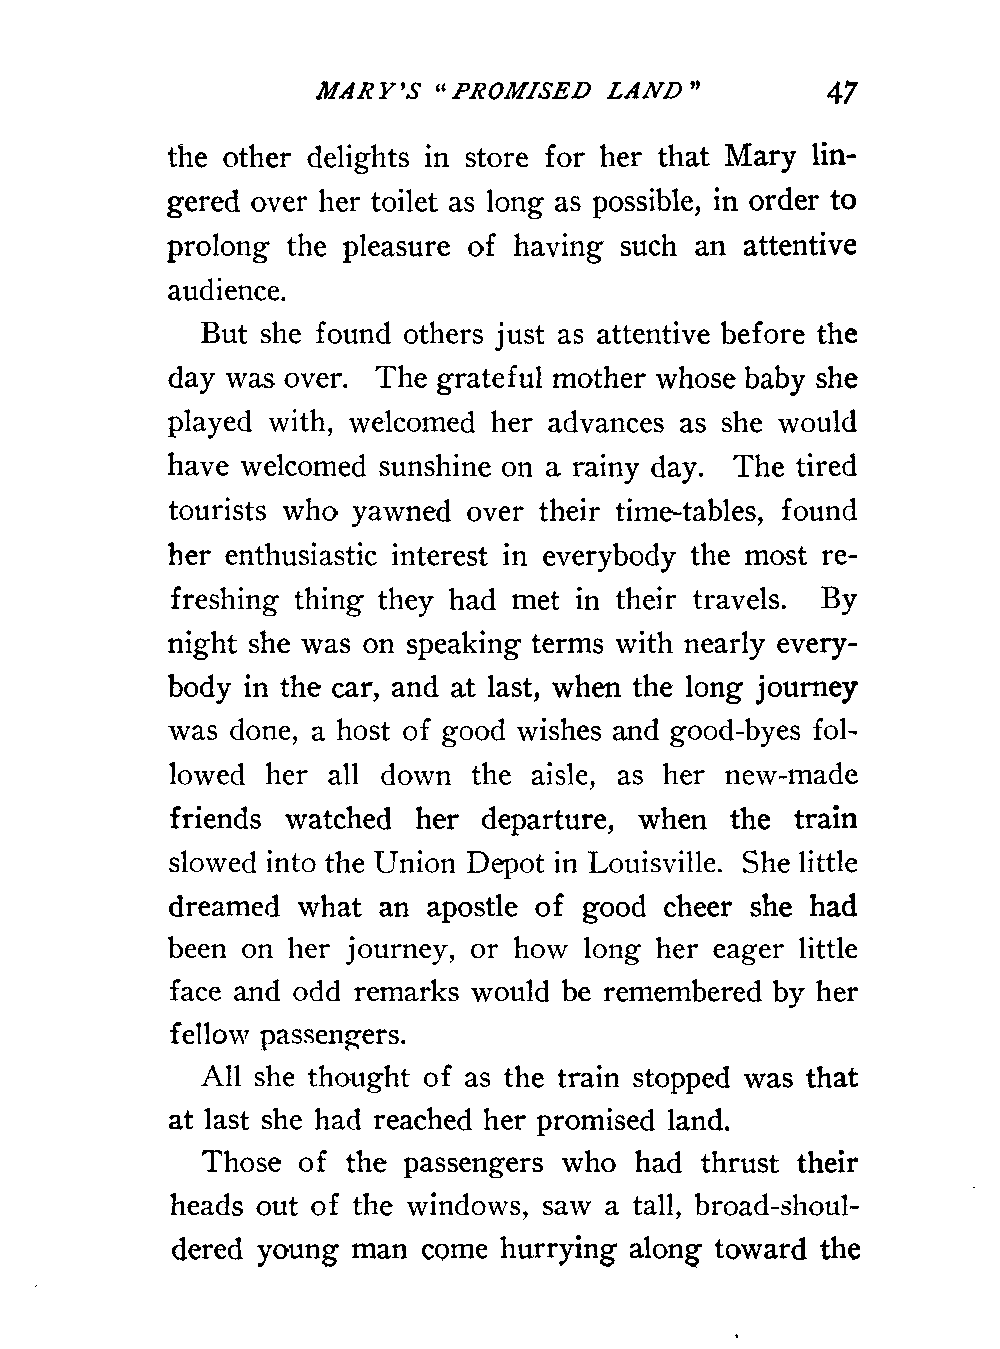 MARY'S "PROMISED LAND" 47
the other delights in store for her that Mary lin-
gered over her toilet as long as possible, in order to
prolong the pleasure of having such an attentive
audience.
But she found others just as attentive before the
day was over. The grateful mother whose baby she
played with, welcomed her advances as she would
have welcomed sunshine on a rainy day. The tired
tourists who yawned over their time-tables, found
her enthusiastic interest in everybody the most re-
freshing thing they had met in their travels. By
night she was on speaking terms with nearly every-
body in the car, and at last, when the long journey
was done, a host of good wishes and good-byes fol-
lowed her all down the aisle, as her new-made
friends watched her departure, when the train
slowed into the Union Depot in Louisville. She little
dreamed what an apostle of good cheer she had
been on her journey, or how long her eager little
face and odd remarks would be remembered by her
fellow passengers.
All she thought of as the train stopped was that
at last she had reached her promised land.
Those of the passengers who had thrust their
heads out of the windows, saw a tall, broad-shoul-
dered young man come hurrying along toward the